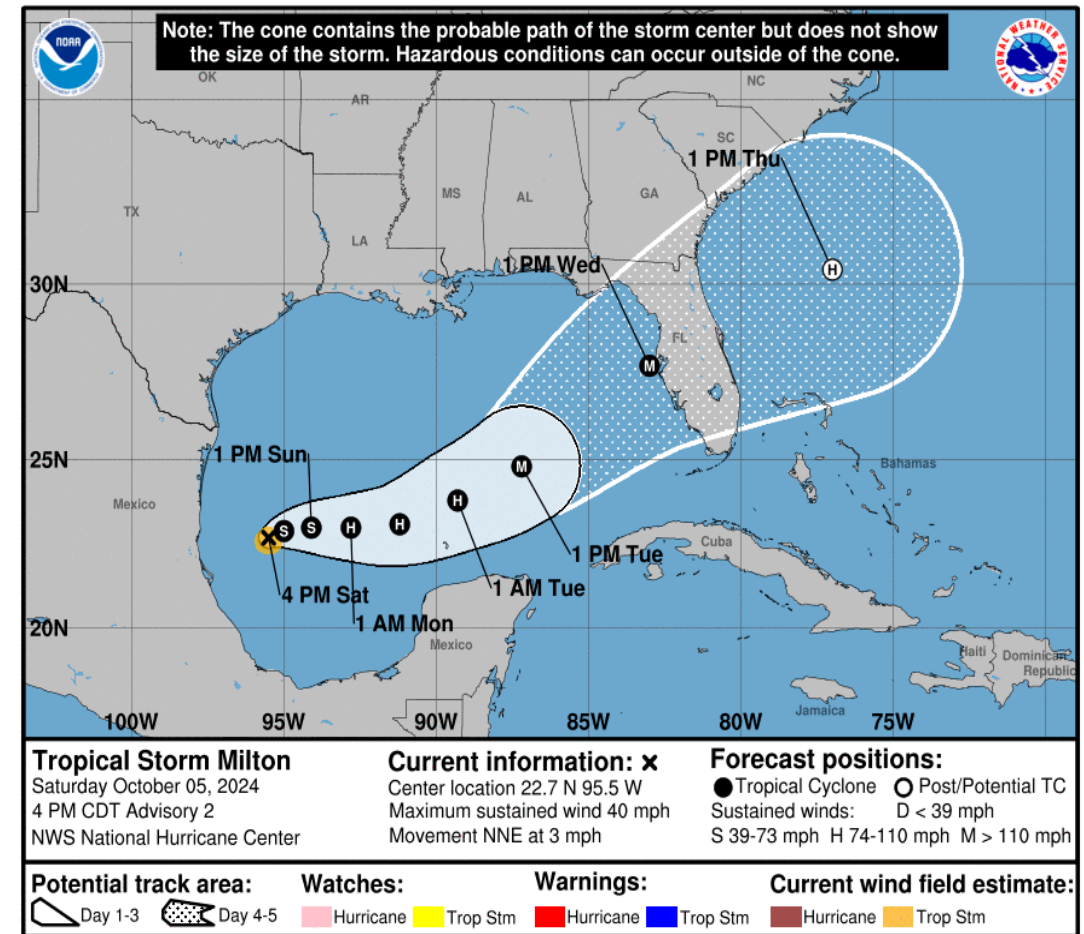 Note: The cone contains the probable path of the storm center but does not show
the size of the storm. Hazardous conditions can occur outside of the cone.
NOAA
NATIONAL WEATHER SERVICE
OK
AR
NC
SC
1 PM Thu
MS
AL
GA
TX
LA
1 PM Wed
H
30N
FL
M
1 PM Sun
25N
M
Bahamas
Mexico
H
S
S
H
H
Cuba
1 PM Tue
4 PM Sat
1 AM Tue
1 AM Mon
20N
Mexico
Haiti
Dominican
Republic
Jamaica
100W
95W
90W
85W
80W
75W
Tropical Storm Milton
Saturday October 05, 2024
4 PM CDT Advisory 2
NWS National Hurricane Center
Current information: x
Center location 22.7 N 95.5 W
Maximum sustained wind 40 mph
Movement NNE at 3 mph
Forecast positions:
Tropical Cyclone Post/Potential TC
Sustained winds: D < 39 mph
S 39-73 mph H 74-110 mph M > 110 mph
Potential track area:
Day 1-3 Day 4-5
Watches:
Hurricane Trop Stm
Warnings:
Hurricane Trop Stm
Current wind field estimate:
Hurricane Trop Stm